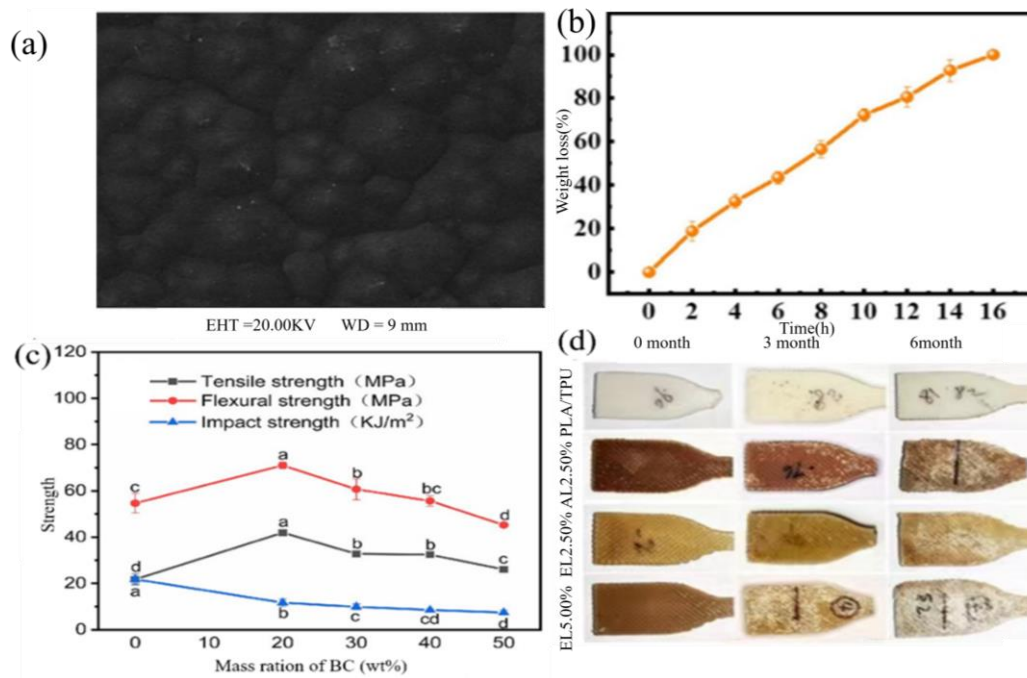 (a)
EHT =20.00KV WD = 9 mm
(b)
Weight loss(%)
100
80
60
40
20
0
0 2 4 6 8 10 12 14 16
Time(h)
(c)
Strength
120
100
80
60
40
20
0
Tensile strength（MPa）
Flexural strength（MPa）
Impact strength（KJ/m²）
c a b bc d
d a b b c
a b c cd d
0 10 20 30 40 50
Mass ration of BC (wt%)
(d)
0 month 3 month 6month
PLA/TPU
AL2.50%
EL2.50%
EL5.00%